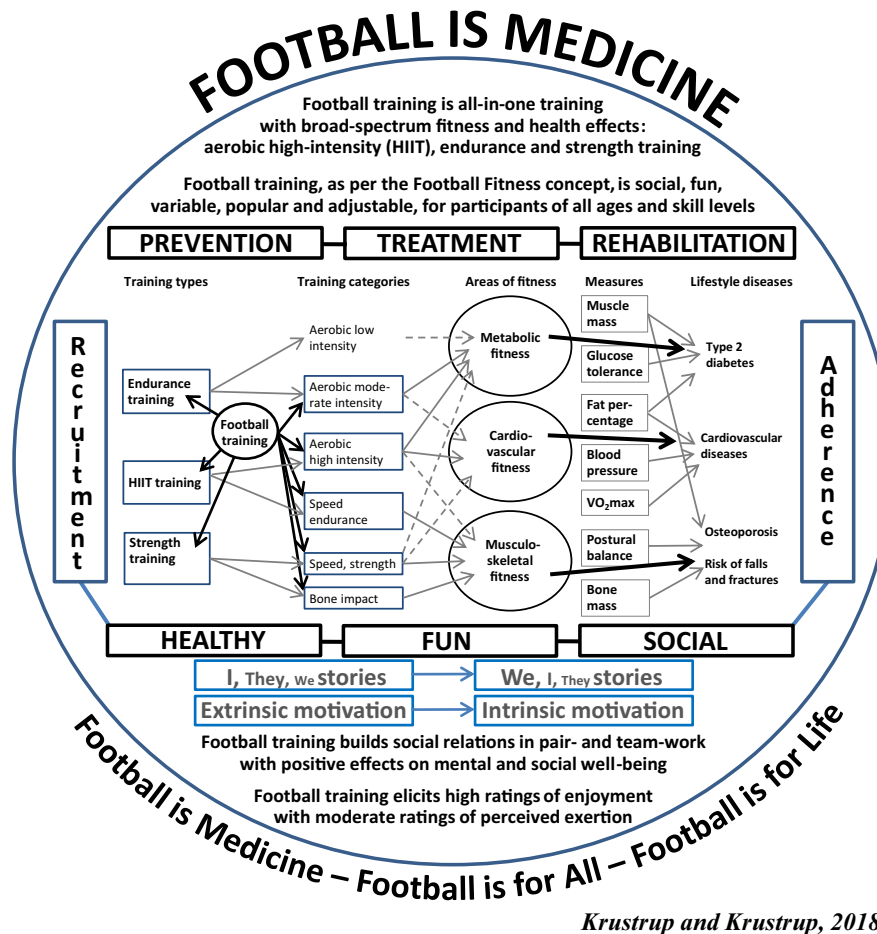 FOOTBALL IS MEDICINE
Football training is all-in-one training
with broad-spectrum fitness and health effects:
aerobic high-intensity (HIIT), endurance and strength training
Football training, as per the Football Fitness concept, is social, fun,
variable, popular and adjustable, for participants of all ages and skill levels
PREVENTION
TREATMENT
REHABILITATION
Training types
Training categories
Areas of fitness
Measures
Lifestyle diseases
Recruitment
Endurance
training
HIIT training
Strength
training
Football
training
Aerobic low
intensity
Aerobic mode-
rate intensity
Aerobic
high intensity
Speed
endurance
Speed, strength
Bone impact
Metabolic
fitness
Cardio-
vascular
fitness
Musculo-
skeletal
fitness
Muscle
mass
Glucose
tolerance
Fat per-
centage
Blood
pressure
VO₂max
Postural
balance
Bone
mass
Type 2
diabetes
Cardiovascular
diseases
Osteoporosis
Risk of falls
and fractures
Adherence
HEALTHY
FUN
SOCIAL
I, They, We stories
We, I, They stories
Extrinsic motivation
Intrinsic motivation
Football training builds social relations in pair- and team-work
with positive effects on mental and social well-being
Football training elicits high ratings of enjoyment
with moderate ratings of perceived exertion
Football is Medicine – Football is for All – Football is for Life
Krustrup and Krustrup, 2018